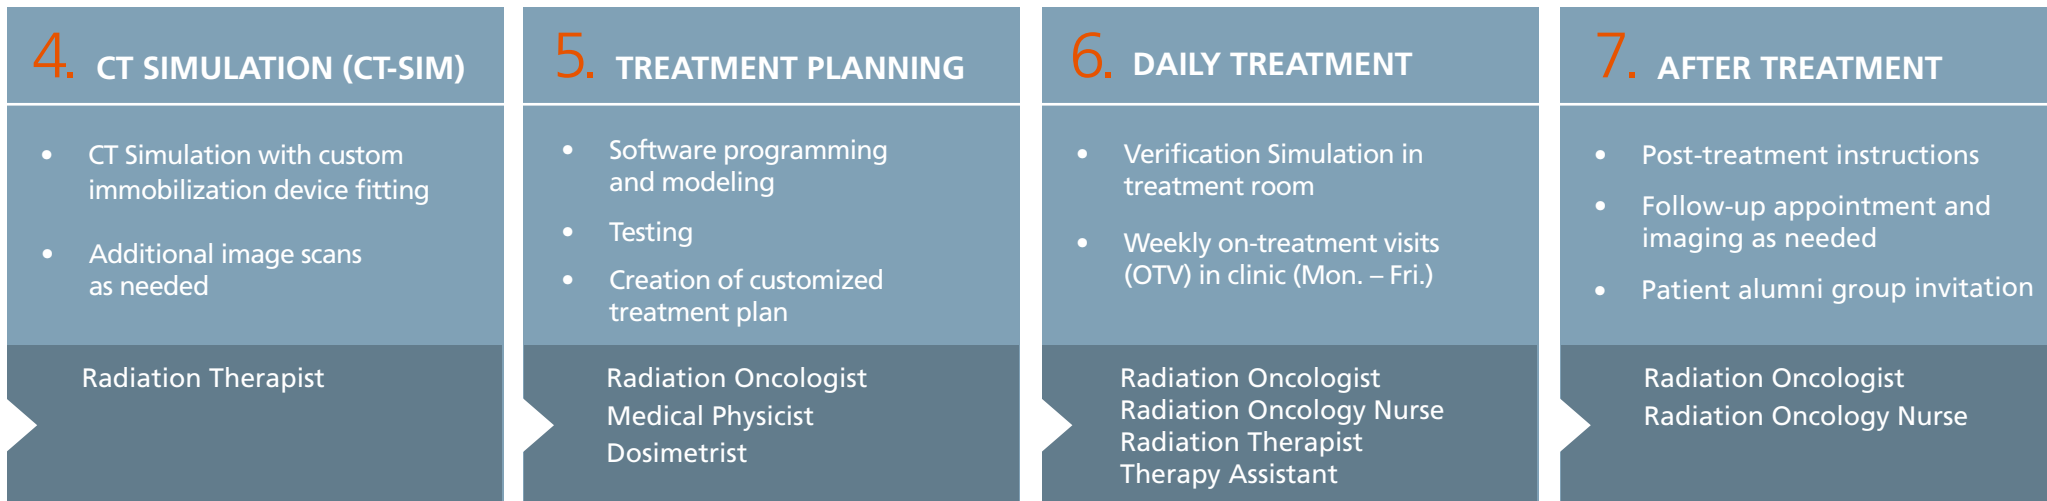 4. CT SIMULATION (CT-SIM)
• CT Simulation with custom
immobilization device fitting
• Additional image scans
as needed
Radiation Therapist
5. TREATMENT PLANNING
• Software programming
and modeling
• Testing
• Creation of customized
treatment plan
Radiation Oncologist
Medical Physicist
Dosimetrist
6. DAILY TREATMENT
• Verification Simulation in
treatment room
• Weekly on-treatment visits
(OTV) in clinic (Mon. – Fri.)
Radiation Oncologist
Radiation Oncology Nurse
Radiation Therapist
Therapy Assistant
7. AFTER TREATMENT
• Post-treatment instructions
• Follow-up appointment and
imaging as needed
• Patient alumni group invitation
Radiation Oncologist
Radiation Oncology Nurse